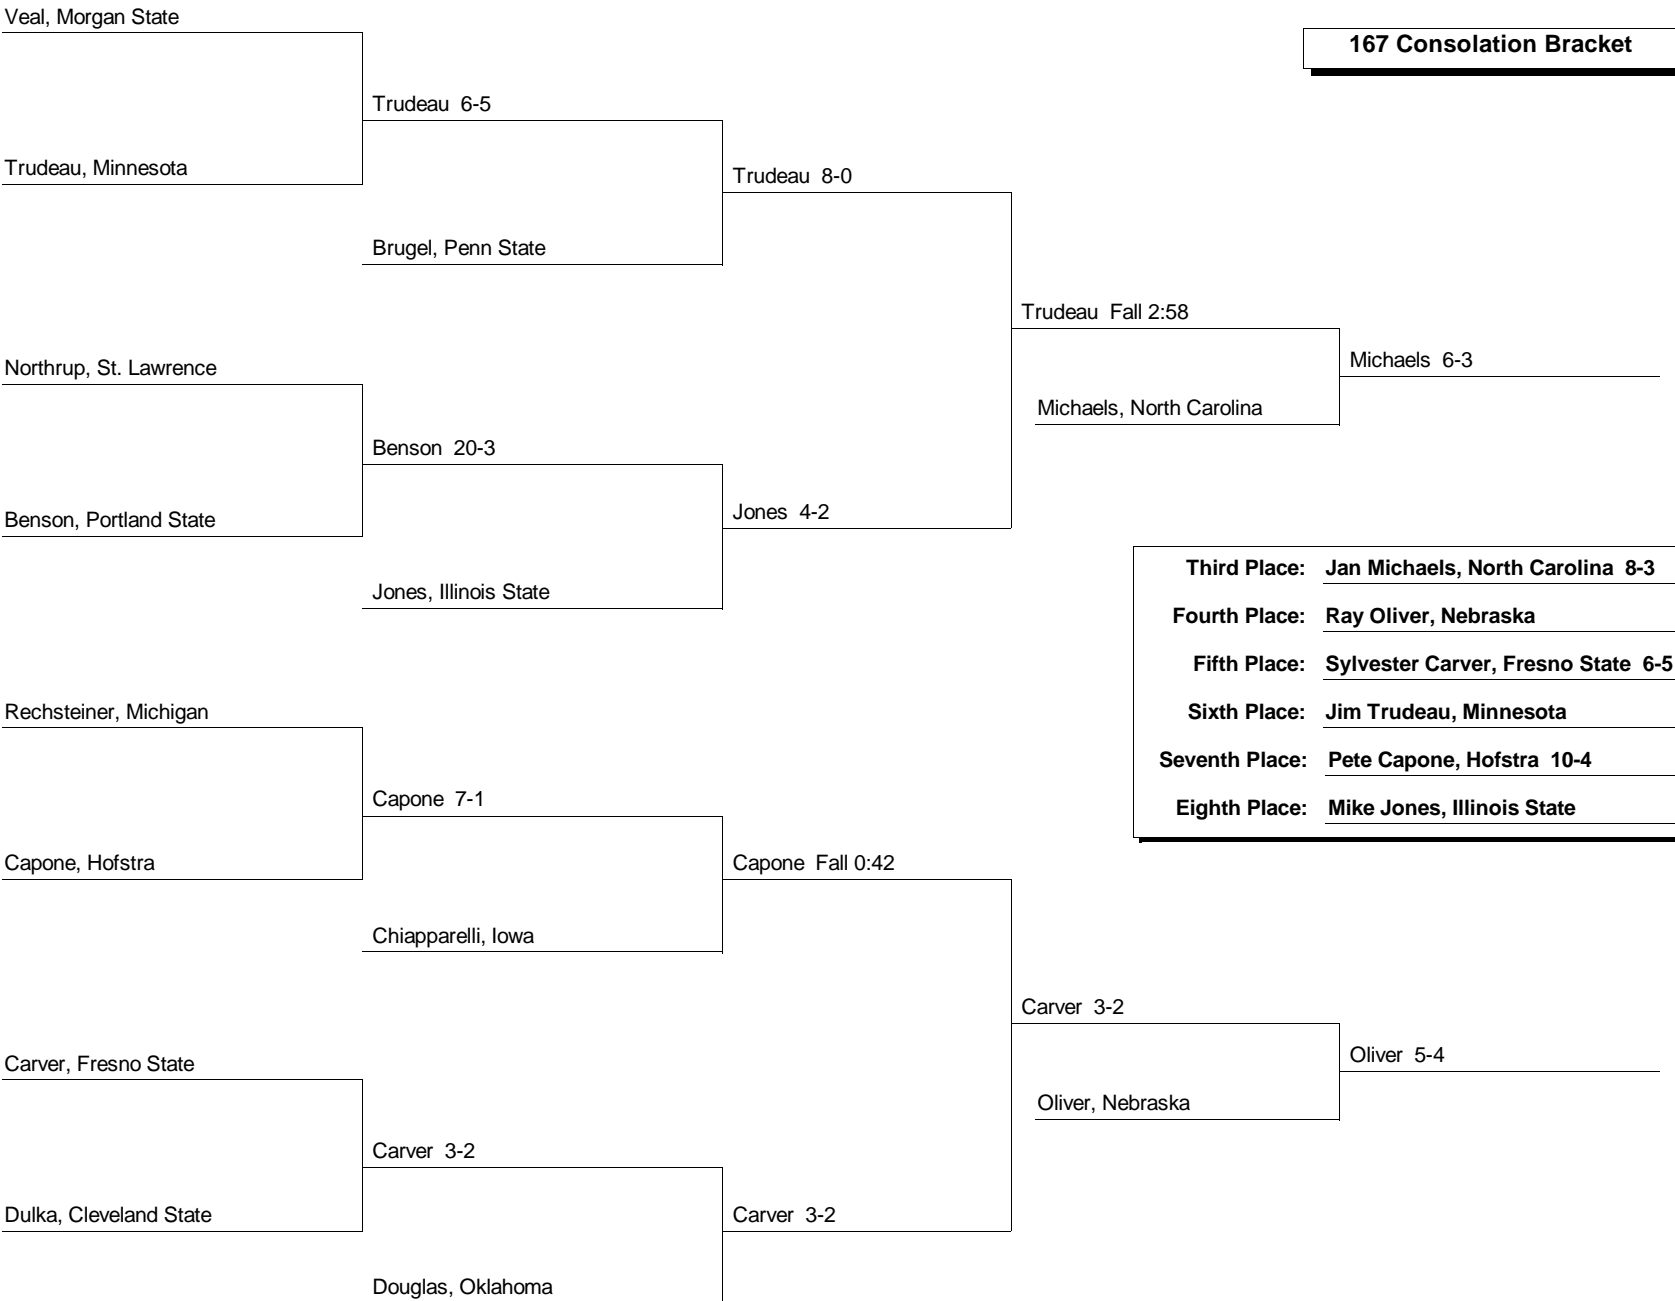 Veal, Morgan State
167 Consolation Bracket
Trudeau 6-5
Trudeau, Minnesota
Trudeau 8-0
Brugel, Penn State
Trudeau Fall 2:58
Northrup, St. Lawrence
Michaels 6-3
Michaels, North Carolina
Benson 20-3
Benson, Portland State
Jones 4-2
Jones, Illinois State
Third Place: Jan Michaels, North Carolina 8-3
Fourth Place: Ray Oliver, Nebraska
Fifth Place: Sylvester Carver, Fresno State 6-5
Sixth Place: Jim Trudeau, Minnesota
Seventh Place: Pete Capone, Hofstra 10-4
Eighth Place: Mike Jones, Illinois State
Rechsteiner, Michigan
Capone 7-1
Capone, Hofstra
Capone Fall 0:42
Chiapparelli, Iowa
Carver 3-2
Carver, Fresno State
Oliver 5-4
Oliver, Nebraska
Carver 3-2
Dulka, Cleveland State
Carver 3-2
Douglas, Oklahoma